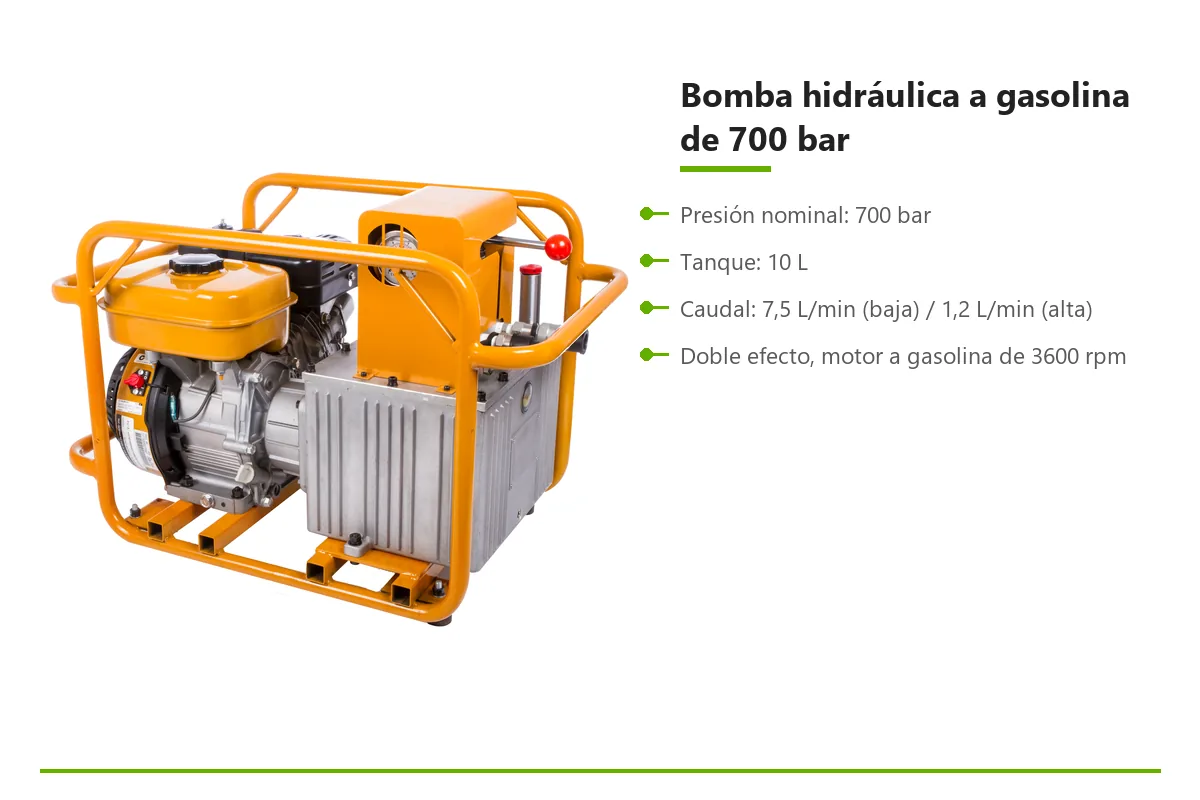 Bomba hidráulica a gasolina
de 700 bar
Presión nominal: 700 bar
Tanque: 10 L
Caudal: 7,5 L/min (baja) / 1,2 L/min (alta)
Doble efecto, motor a gasolina de 3600 rpm